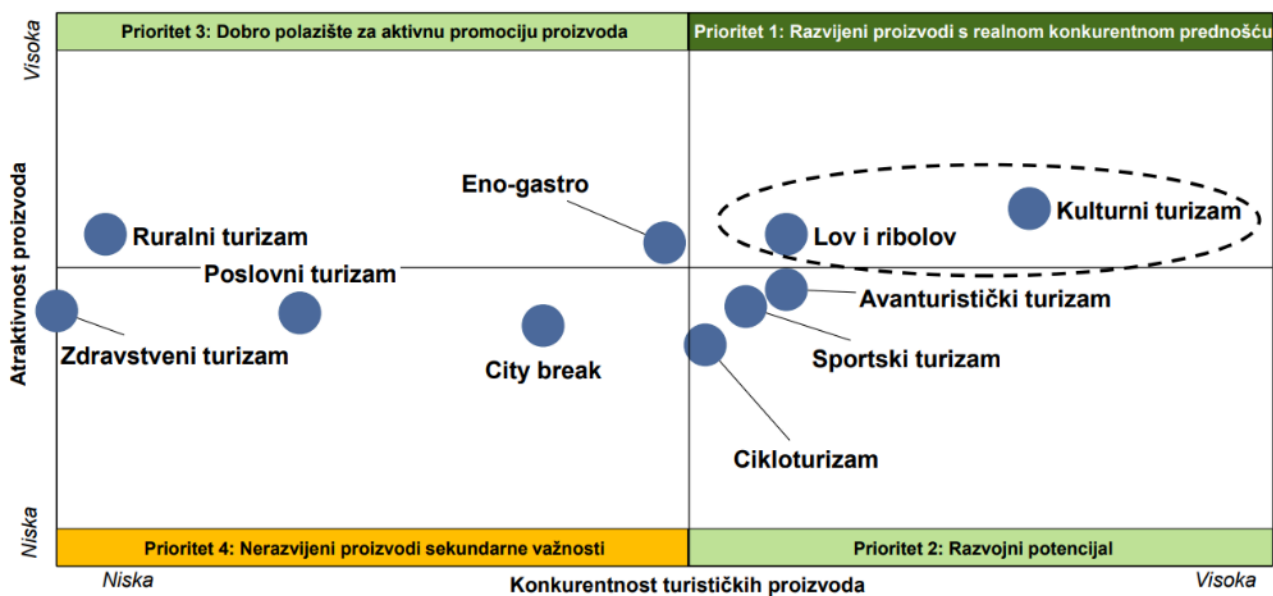 Prioritet 3: Dobro polazište za aktivnu promociju proizvoda
Prioritet 1: Razvijeni proizvodi s realnom konkurentnom prednošću
Visoka
Atraktivnost proizvoda
Niska
Eno-gastro
Kulturni turizam
Ruralni turizam
Lov i ribolov
Poslovni turizam
Avanturistički turizam
Zdravstveni turizam
City break
Sportski turizam
Cikloturizam
Prioritet 4: Nerazvijeni proizvodi sekundarne važnosti
Prioritet 2: Razvojni potencijal
Niska
Konkurentnost turističkih proizvoda
Visoka